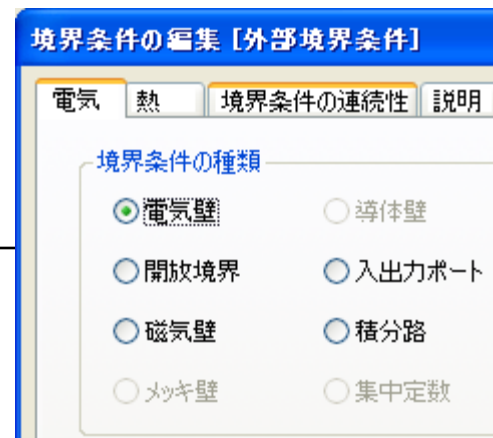 境界条件の編集 [外部境界条件]
電気 熱 境界条件の連続性 説明
境界条件の種類
電気壁 導体壁
開放境界 入出力ポート
磁気壁 積分路
メッキ壁 集中定数